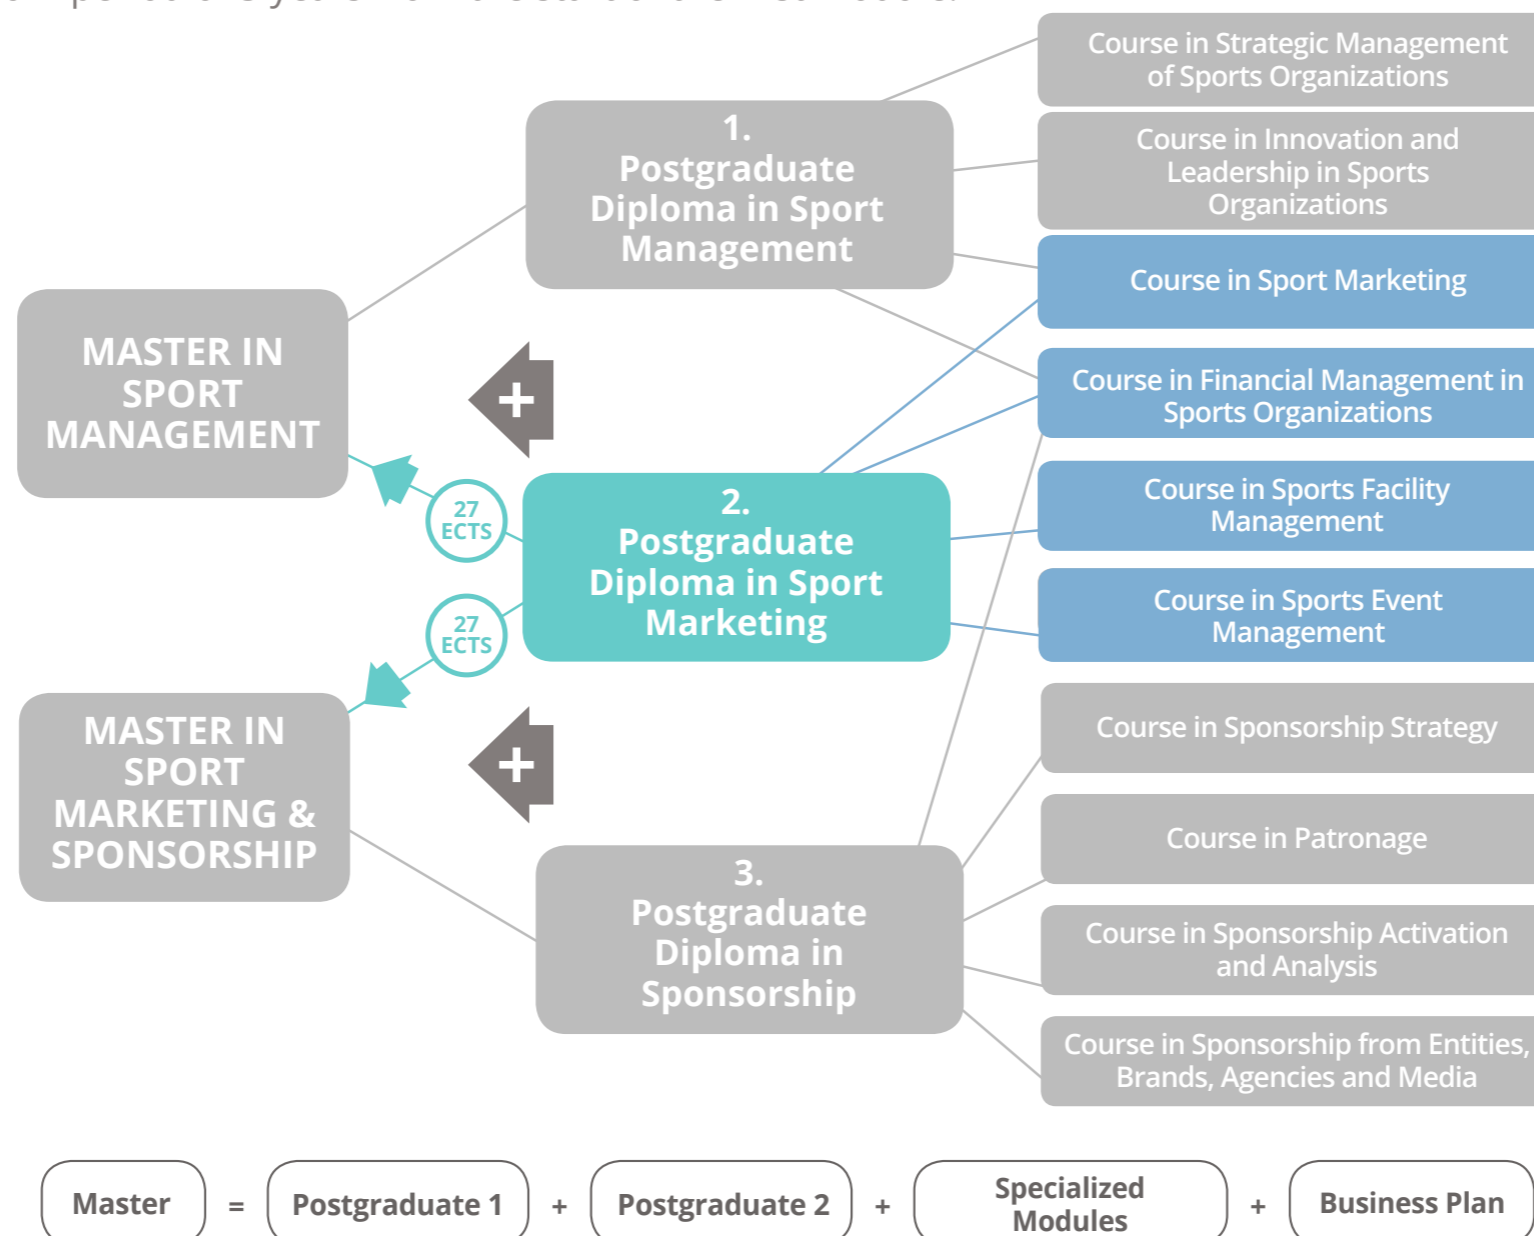 Course in Strategic Management
of Sports Organizations
1.
Postgraduate
Diploma in Sport
Management
Course in Innovation and
Leadership in Sports
Organizations
Course in Sport Marketing
MASTER IN
SPORT
MANAGEMENT
+
Course in Financial Management in
Sports Organizations
27
ECTS
2.
Postgraduate
Diploma in Sport
Marketing
Course in Sports Facility
Management
27
ECTS
Course in Sports Event
Management
MASTER IN
SPORT
MARKETING &
SPONSORSHIP
+
Course in Sponsorship Strategy
Course in Patronage
3.
Postgraduate
Diploma in
Sponsorship
Course in Sponsorship Activation
and Analysis
Course in Sponsorship from Entities,
Brands, Agencies and Media
Master = Postgraduate 1 + Postgraduate 2 + Specialized
Modules + Business Plan